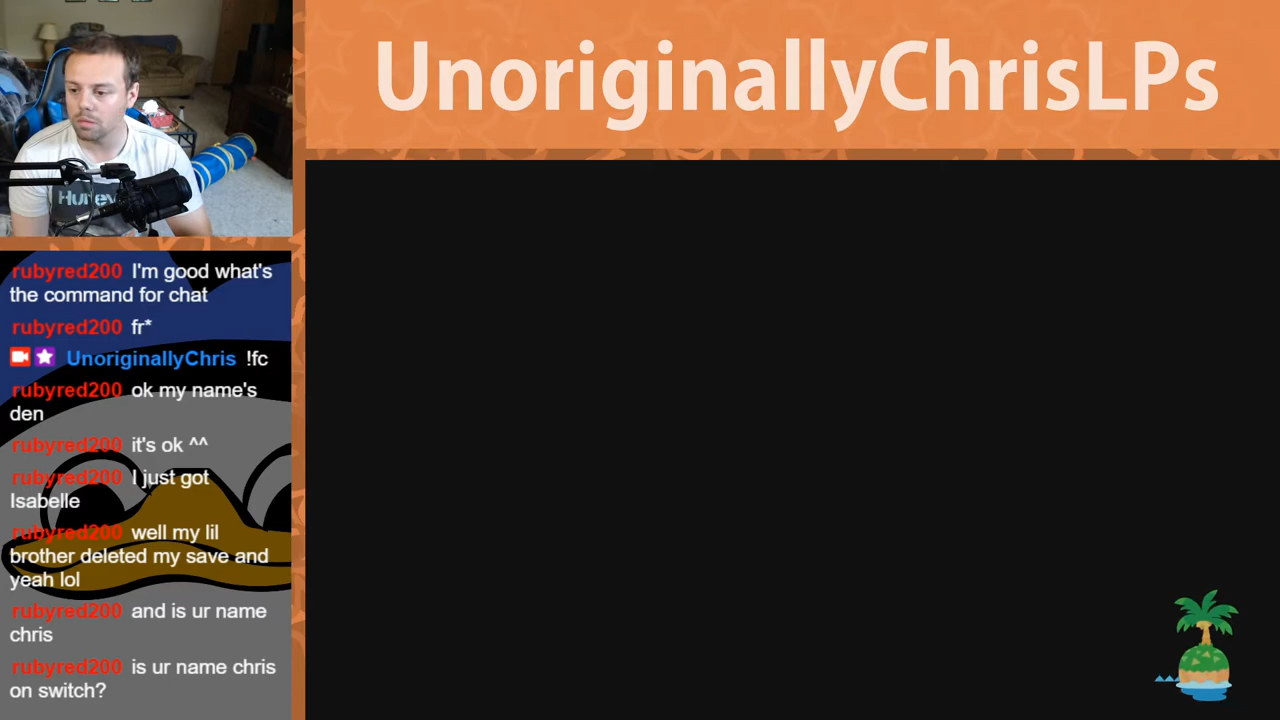 UnoriginallyChrisLPs
Hurley
rubyred200 I'm good what's
the command for chat
rubyred200 fr*
UnoriginallyChris !fc
rubyred200 ok my name's
den
rubyred200 it's ok ^^
rubyred200 I just got
Isabelle
rubyred200 well my lil
brother deleted my save and
yeah lol
rubyred200 and is ur name
chris
rubyred200 is ur name chris
on switch?